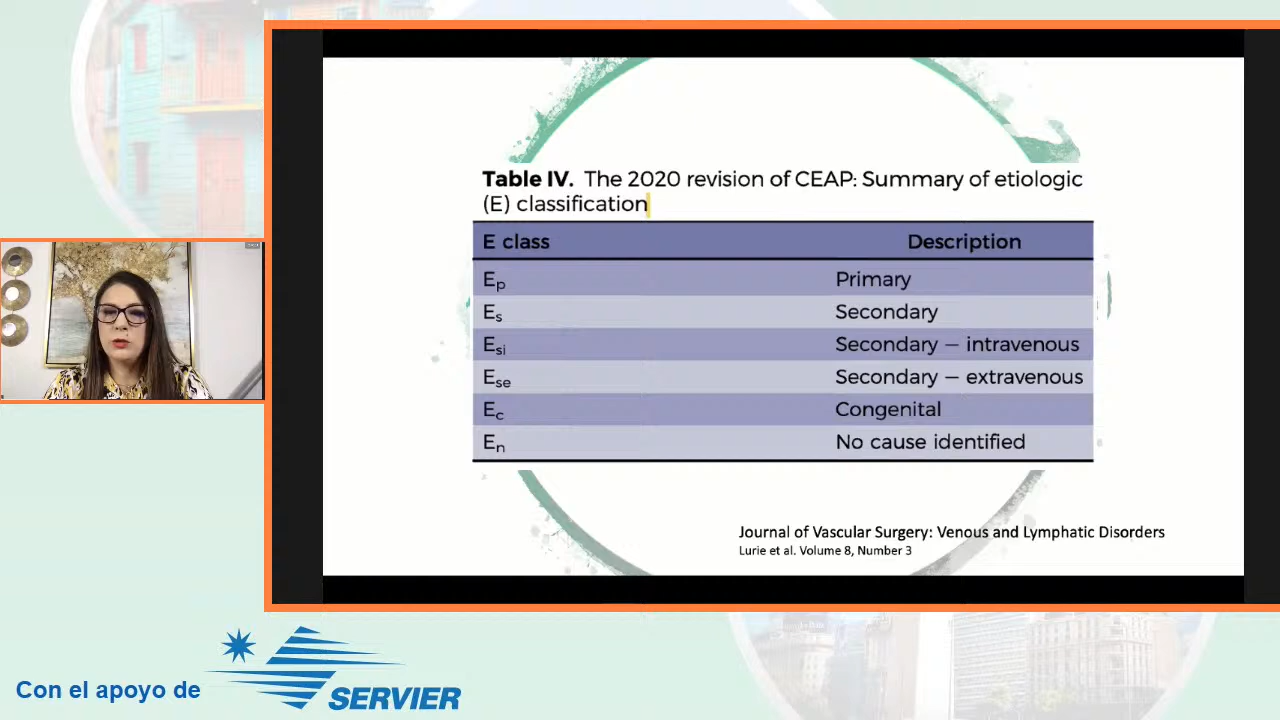 Table IV. The 2020 revision of CEAP: Summary of etiologic
(E) classification
E class Description
Ep Primary
Es Secondary
Esi Secondary — intravenous
Ese Secondary — extravenous
Ec Congenital
En No cause identified
Journal of Vascular Surgery: Venous and Lymphatic Disorders
Lurie et al. Volume 8, Number 3
Con el apoyo de
SERVIER